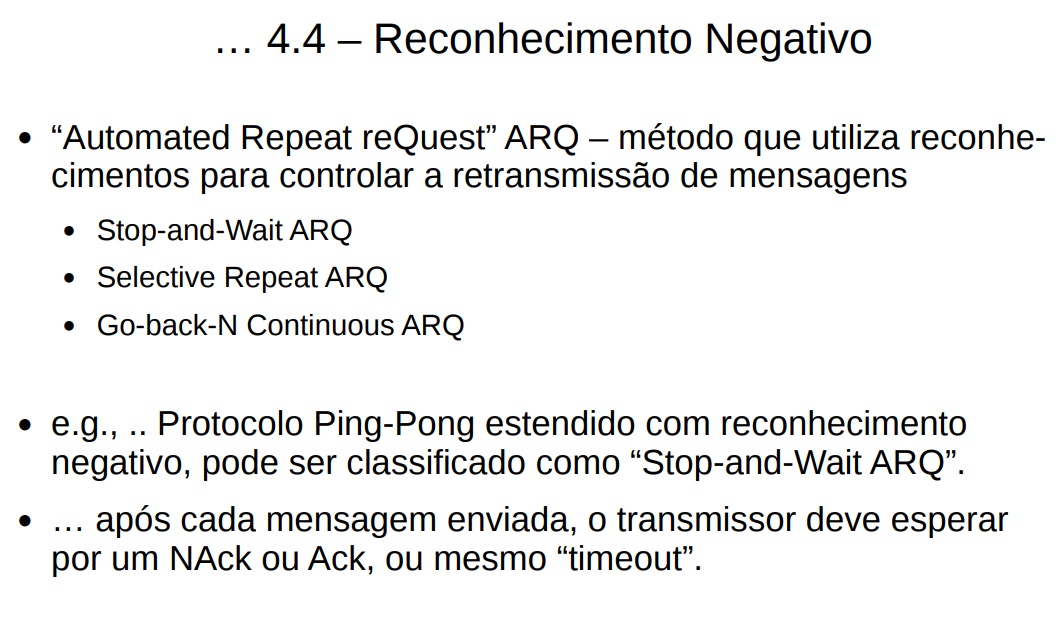 … 4.4 – Reconhecimento Negativo
• “Automated Repeat reQuest” ARQ – método que utiliza reconhe-
cimentos para controlar a retransmissão de mensagens
• Stop-and-Wait ARQ
• Selective Repeat ARQ
• Go-back-N Continuous ARQ
• e.g., .. Protocolo Ping-Pong estendido com reconhecimento
negativo, pode ser classificado como “Stop-and-Wait ARQ”.
• … após cada mensagem enviada, o transmissor deve esperar
por um NAck ou Ack, ou mesmo “timeout”.